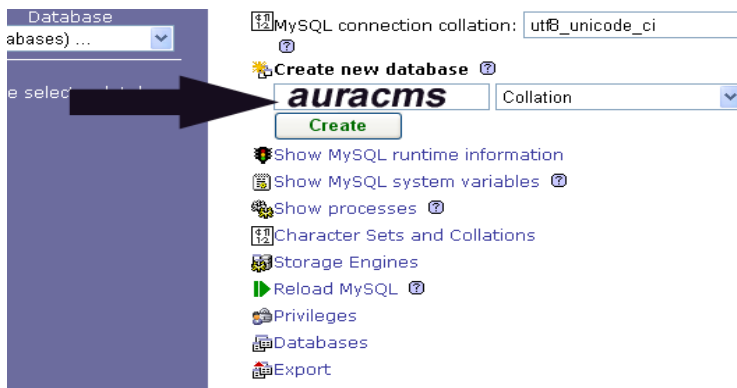 Database
abases) ...
MySQL connection collation: utf8_unicode_ci
Create new database
auracms Collation
Create
Show MySQL runtime information
Show MySQL system variables
Show processes
Character Sets and Collations
Storage Engines
Reload MySQL
Privileges
Databases
Export